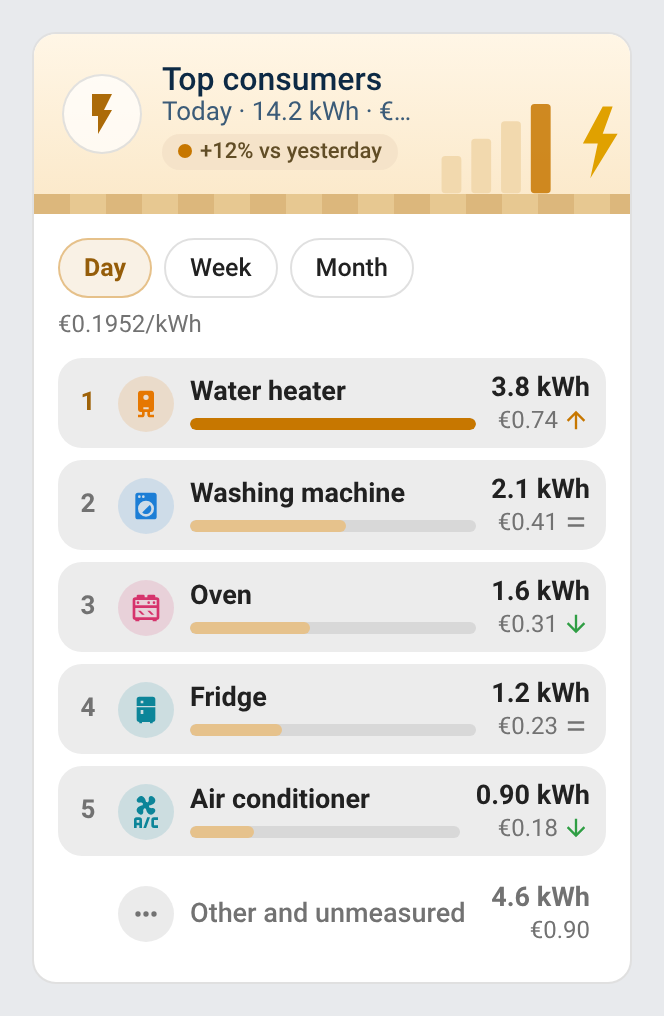 Top consumers
Today · 14.2 kWh · €…
+12% vs yesterday
Day
Week
Month
€0.1952/kWh
1
Water heater
3.8 kWh
€0.74
2
Washing machine
2.1 kWh
€0.41 =
3
Oven
1.6 kWh
€0.31
4
Fridge
1.2 kWh
€0.23 =
5
A/C
Air conditioner
0.90 kWh
€0.18
Other and unmeasured
4.6 kWh
€0.90